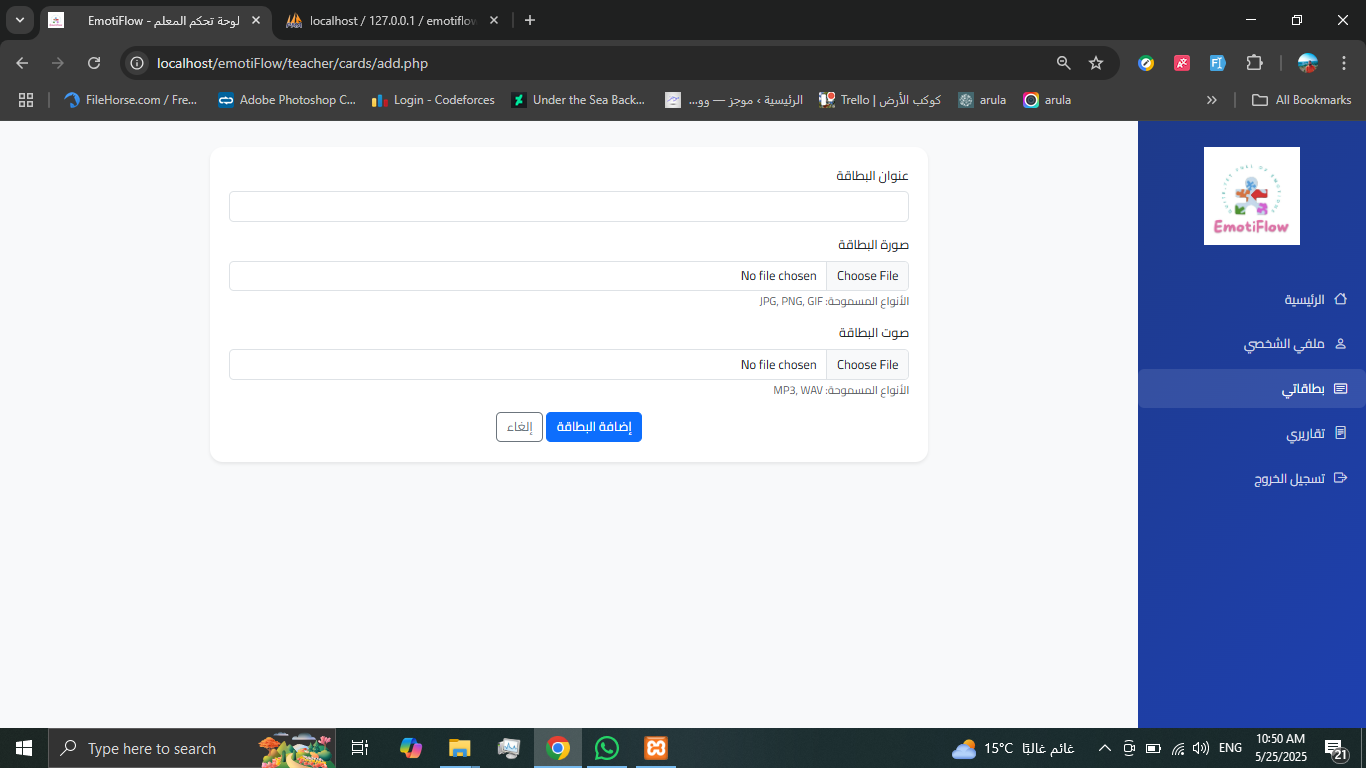 EmotiFlow - لوحة تحكم المعلم
localhost / 127.0.0.1 / emotiflow
localhost/emotiFlow/teacher/cards/add.php
FileHorse.com / Fre...
Adobe Photoshop C...
Login - Codeforces
Under the Sea Back...
الرئيسية › موجز — وو...
كوكب الأرض | Trello
arula
arula
All Bookmarks
EmotiFlow
الرئيسية
ملفي الشخصي
بطاقاتي
تقاريري
تسجيل الخروج
عنوان البطاقة
صورة البطاقة
Choose File No file chosen
الأنواع المسموحة: JPG, PNG, GIF
صوت البطاقة
Choose File No file chosen
الأنواع المسموحة: MP3, WAV
إضافة البطاقة
إلغاء
Type here to search
15°C غائم غالبًا
ENG
10:50 AM
5/25/2025
21